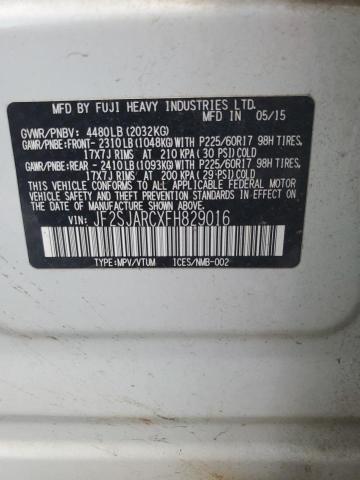 MFD BY FUJI HEAVY INDUSTRIES LTD.
MFD IN 05/15
GVWR/PNBV: 4480LB(2032KG)
GAWR/PNBE:FRONT- 2310LB(1048KG)WITH P225/60R17 98H TIRES,
17X7J RIMS AT 210 KPA(30 PSI)COLD
GAWR/PNBE:REAR - 2410LB(1093KG)WITH P225/60R17 98H TIRES,
17X7J RIMS AT 200 KPA(29 PSI)COLD
THIS VEHICLE CONFORMS TO ALL APPLICABLE FEDERAL MOTOR
VEHICLE SAFETY STANDARDS IN EFFECT ON THE DATE OF
MANUFACTURE SHOWN ABOVE.
VIN: JF2SJARCXFH829016
TYPE:MPV/VTUM ICES/NMB-002